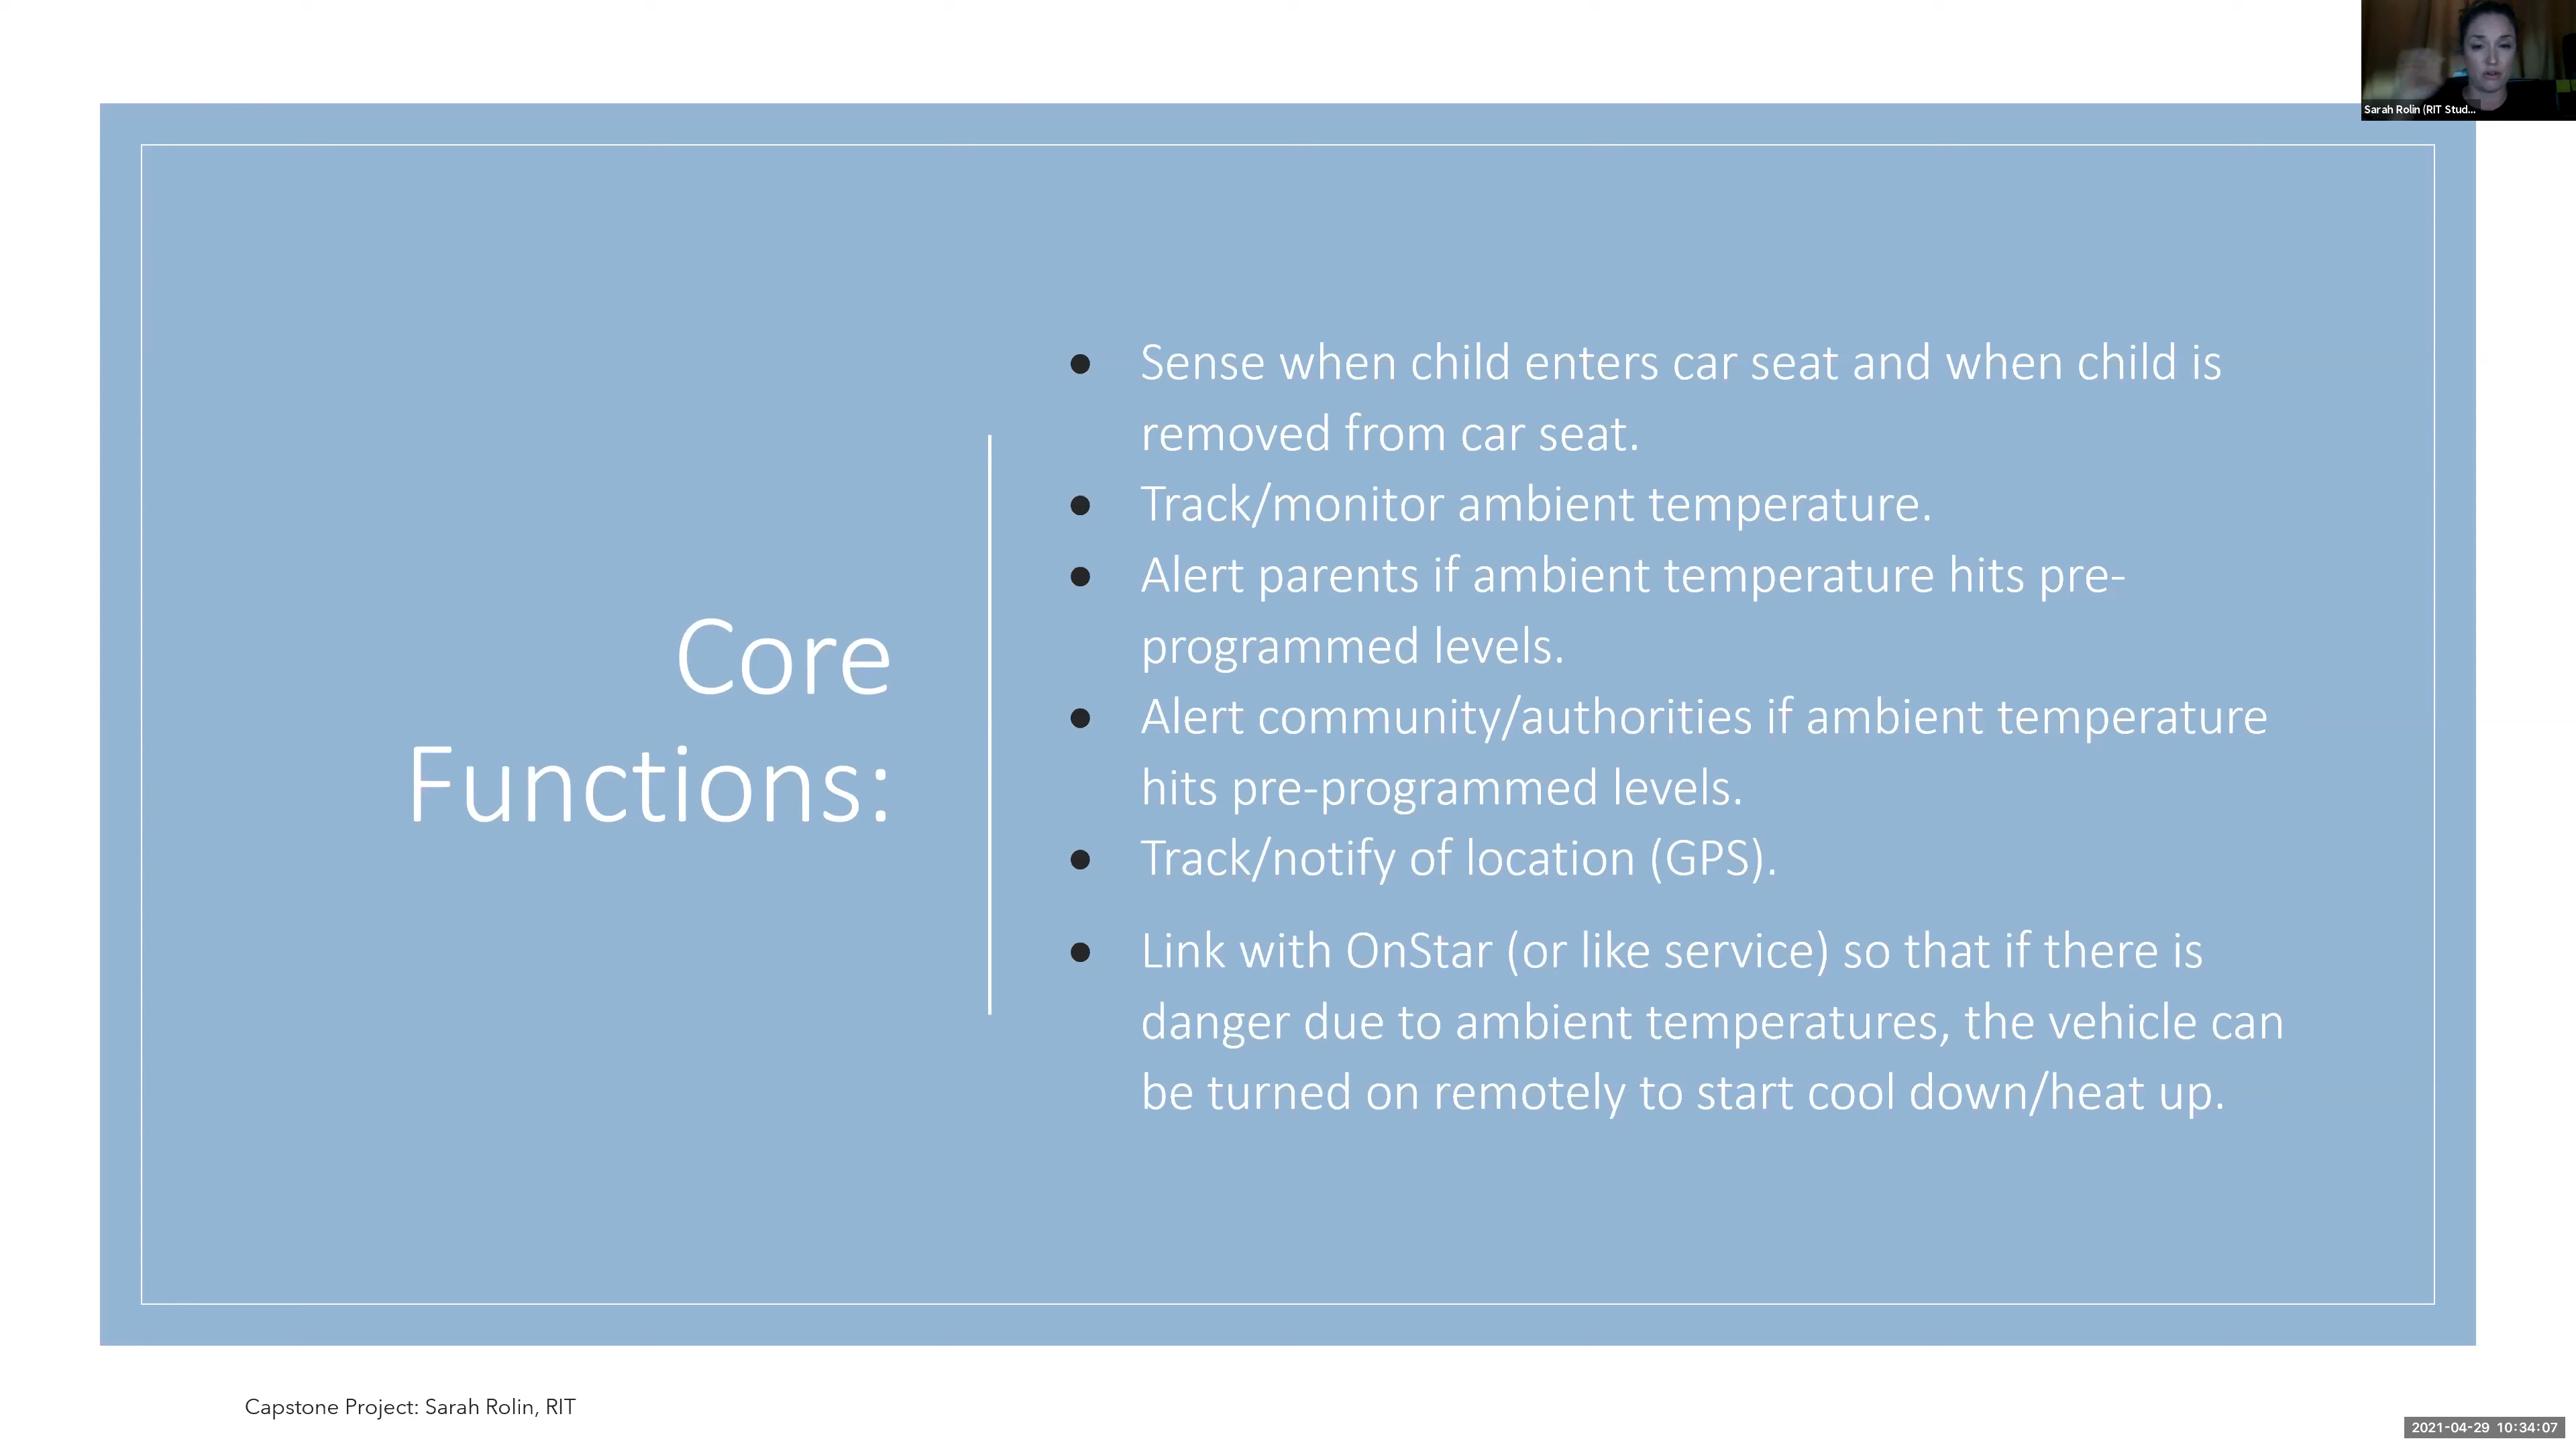 Sarah Rolin (RIT Stud...
Core
Functions:
● Sense when child enters car seat and when child is
removed from car seat.
● Track/monitor ambient temperature.
● Alert parents if ambient temperature hits pre-
programmed levels.
● Alert community/authorities if ambient temperature
hits pre-programmed levels.
● Track/notify of location (GPS).
● Link with OnStar (or like service) so that if there is
danger due to ambient temperatures, the vehicle can
be turned on remotely to start cool down/heat up.
Capstone Project: Sarah Rolin, RIT
2021-04-29 10:34:07